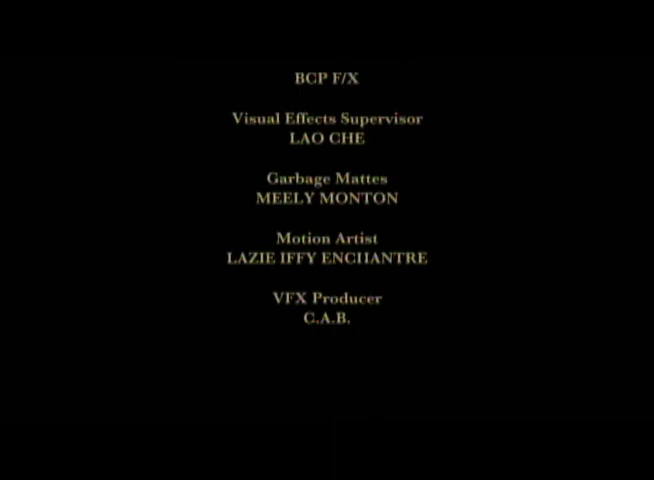 BCP F/X
Visual Effects Supervisor
LAO CHE
Garbage Mattes
MEELY MONTON
Motion Artist
LAZIE IFFY ENCHANTRE
VFX Producer
C.A.B.